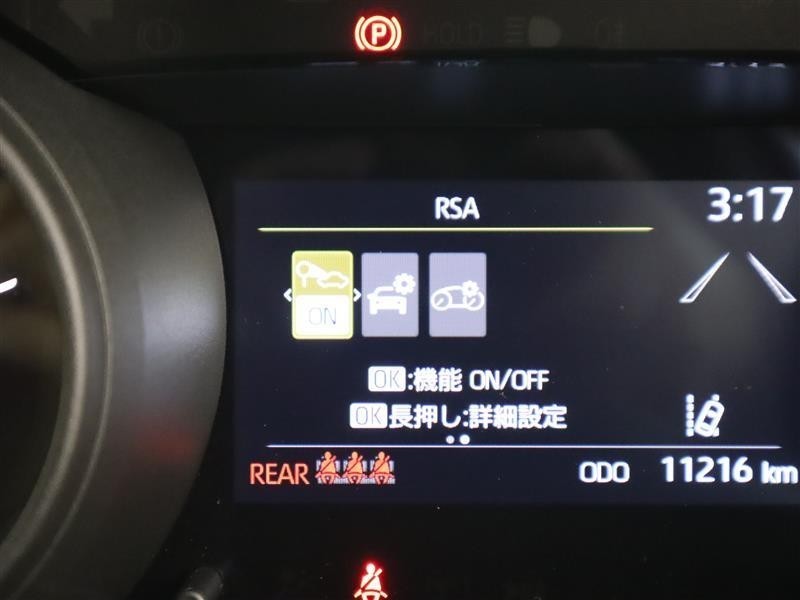 P HOLD
RSA 3:17
ON
OK:機能 ON/OFF
OK長押し:詳細設定
REAR ODO 11216 km